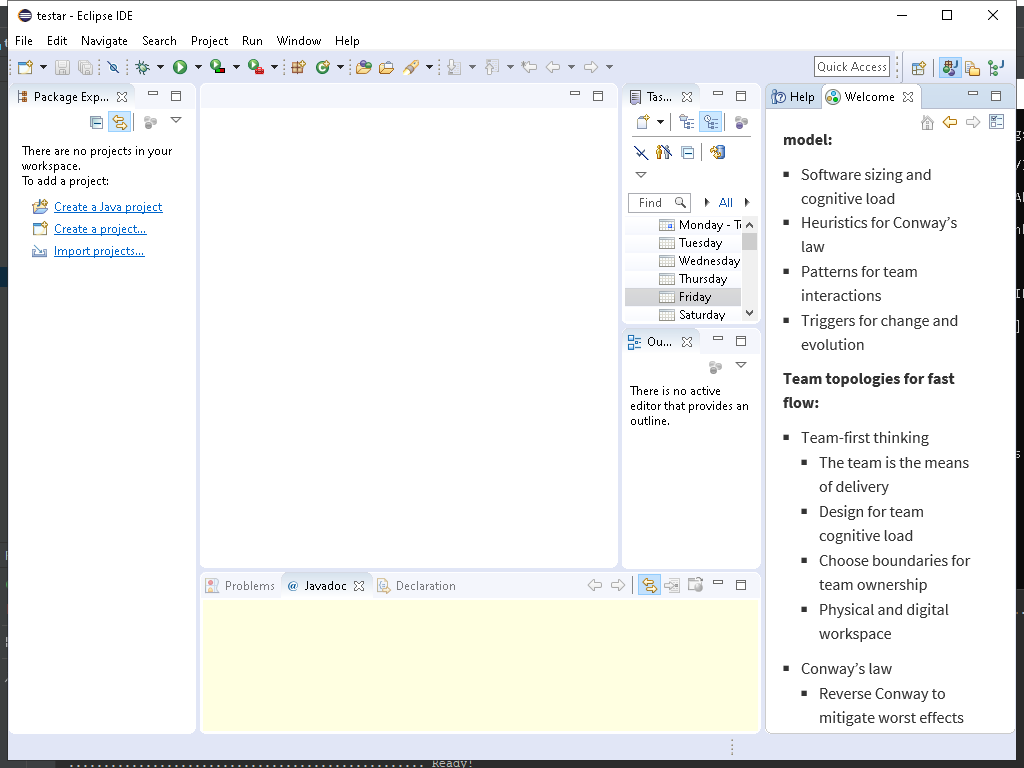 testar - Eclipse IDE
File Edit Navigate Search Project Run Window Help
Quick Access
Package Exp...
There are no projects in your
workspace.
To add a project:
Create a Java project
Create a project...
Import projects...
Tas...
Find
All
Monday - T
Tuesday
Wednesday
Thursday
Friday
Saturday
Ou...
There is no active
editor that provides an
outline.
Problems @ Javadoc Declaration
Help Welcome
model:
▪ Software sizing and
cognitive load
▪ Heuristics for Conway’s
law
▪ Patterns for team
interactions
▪ Triggers for change and
evolution
Team topologies for fast
flow:
▪ Team-first thinking
▪ The team is the means
of delivery
▪ Design for team
cognitive load
▪ Choose boundaries for
team ownership
▪ Physical and digital
workspace
▪ Conway’s law
▪ Reverse Conway to
mitigate worst effects
Ready!